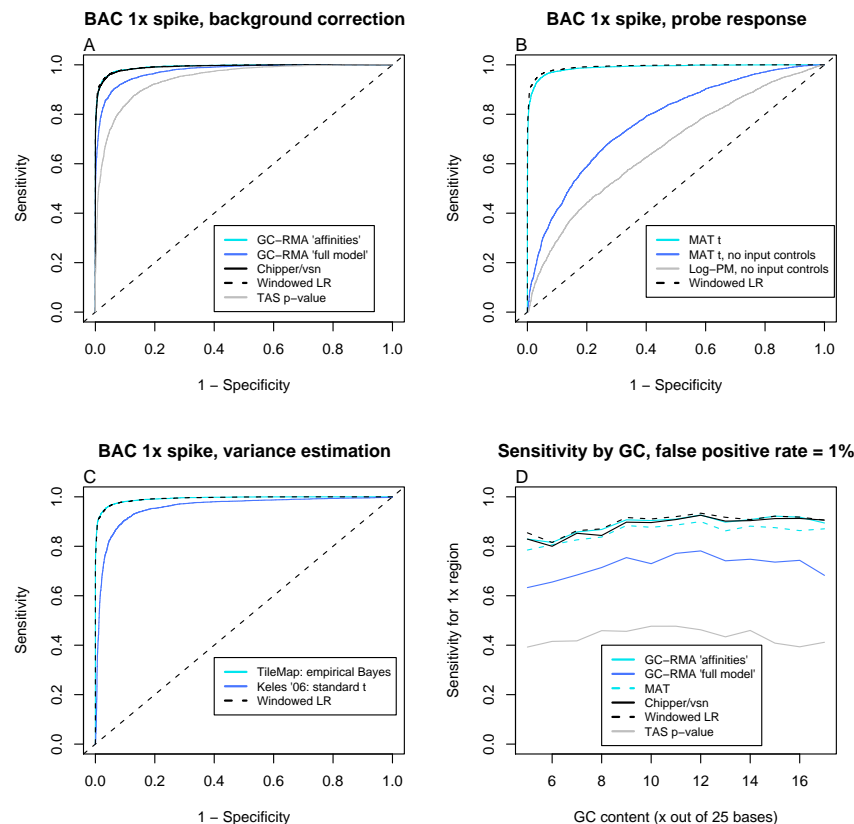 BAC 1x spike, background correction
A
Sensitivity
0.0 0.2 0.4 0.6 0.8 1.0
GC−RMA 'affinities'
GC−RMA 'full model'
Chipper/vsn
Windowed LR
TAS p−value
0.0 0.2 0.4 0.6 0.8 1.0
1 − Specificity
BAC 1x spike, probe response
B
Sensitivity
0.0 0.2 0.4 0.6 0.8 1.0
MAT t
MAT t, no input controls
Log−PM, no input controls
Windowed LR
0.0 0.2 0.4 0.6 0.8 1.0
1 − Specificity
BAC 1x spike, variance estimation
C
Sensitivity
0.0 0.2 0.4 0.6 0.8 1.0
TileMap: empirical Bayes
Keles '06: standard t
Windowed LR
0.0 0.2 0.4 0.6 0.8 1.0
1 − Specificity
Sensitivity by GC, false positive rate = 1%
D
Sensitivity for 1x region
0.0 0.2 0.4 0.6 0.8 1.0
GC−RMA 'affinities'
GC−RMA 'full model'
MAT
Chipper/vsn
Windowed LR
TAS p−value
6 8 10 12 14 16
GC content (x out of 25 bases)